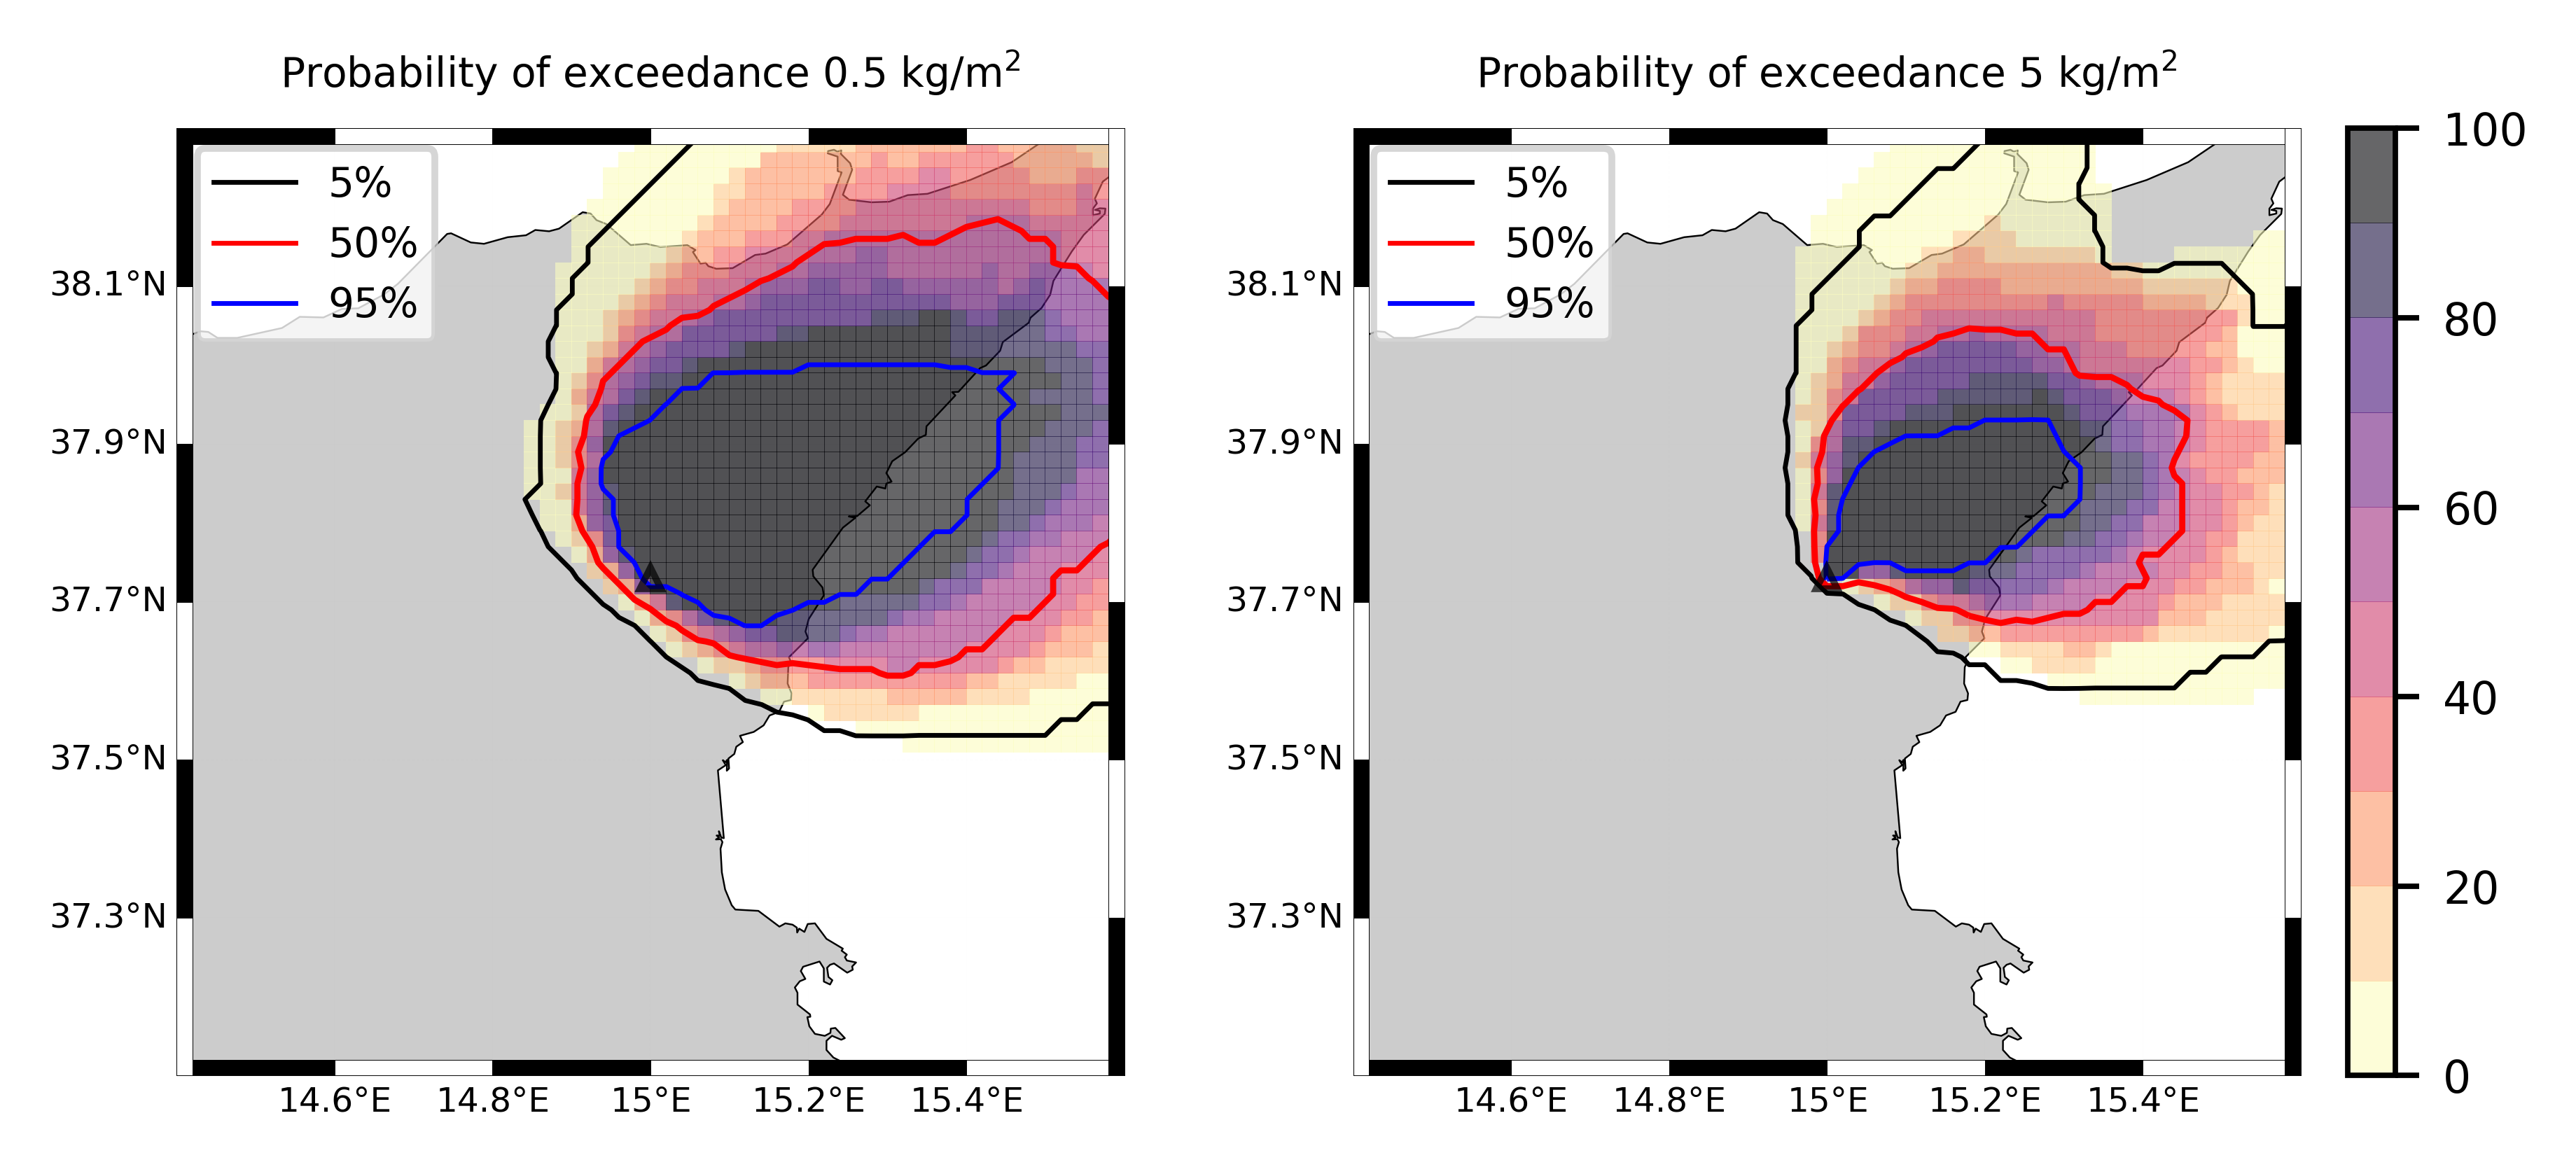 Probability of exceedance 0.5 kg/m²
5%
50%
95%
38.1°N
37.9°N
37.7°N
37.5°N
37.3°N
14.6°E 14.8°E 15°E 15.2°E 15.4°E
Probability of exceedance 5 kg/m²
5%
50%
95%
38.1°N
37.9°N
37.7°N
37.5°N
37.3°N
14.6°E 14.8°E 15°E 15.2°E 15.4°E
100
80
60
40
20
0